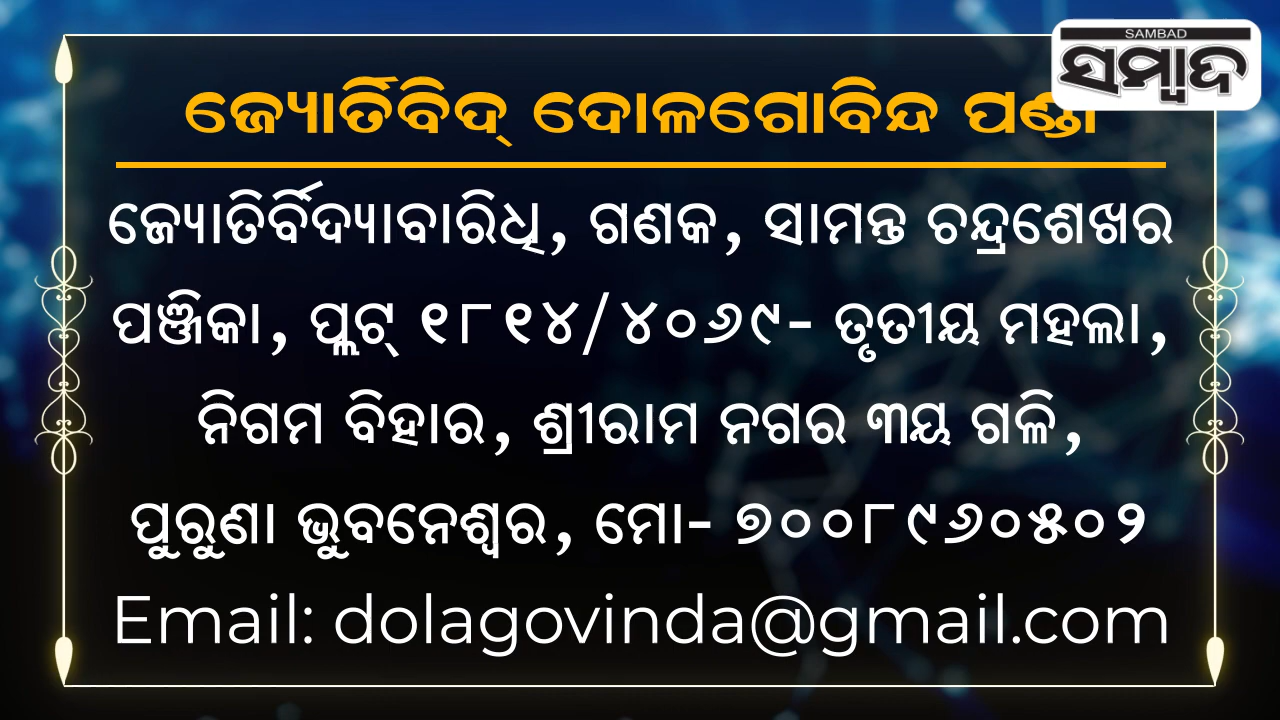 SAMBAD
ସମ୍ବାଦ
ଜ୍ୟୋର୍ତିବିଦ୍ ଦୋଳଗୋବିନ୍ଦ ପଣ୍ଡା
ଜ୍ୟୋତିର୍ବିଦ୍ୟାବାରିଧି, ଗଣକ, ସାମନ୍ତ ଚନ୍ଦ୍ରଶେଖର
ପଞ୍ଜିକା, ପ୍ଲଟ୍ ୧୮୧୪/୪୦୬୯- ତୃତୀୟ ମହଲା,
ନିଗମ ବିହାର, ଶ୍ରୀରାମ ନଗର ୩ୟ ଗଳି,
ପୁରୁଣା ଭୁବନେଶ୍ୱର, ମୋ- ୭୦୦୮୯୬୦୫୦୨
Email: dolagovinda@gmail.com